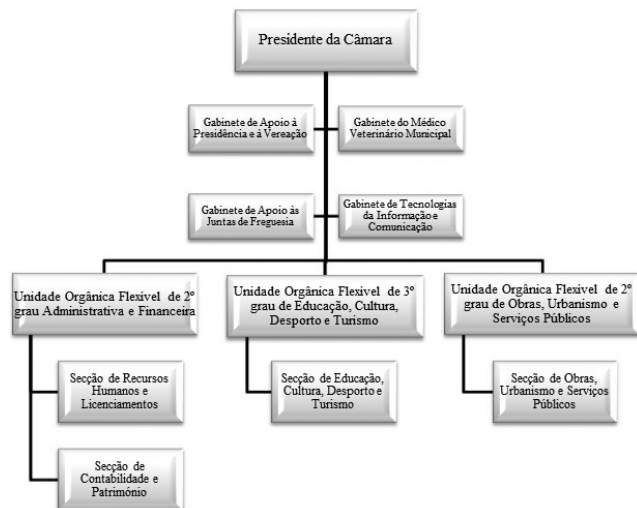 Presidente da Câmara
Gabinete de Apoio à
Presidência e à Vereação
Gabinete do Médico
Veterinário Municipal
Gabinete de Apoio às
Juntas de Freguesia
Gabinete de Tecnologias
da Informação e
Comunicação
Unidade Orgânica Flexivel de 2º
grau Administrativa e Financeira
Unidade Orgânica Flexivel de 3º
grau de Educação, Cultura,
Desporto e Turismo
Unidade Orgânica Flexivel de 2º
grau de Obras, Urbanismo e
Serviços Públicos
Secção de Recursos
Humanos e
Licenciamentos
Secção de Educação,
Cultura, Desporto e
Turismo
Secção de Obras,
Urbanismo e Serviços
Públicos
Secção de
Contabilidade e
Património